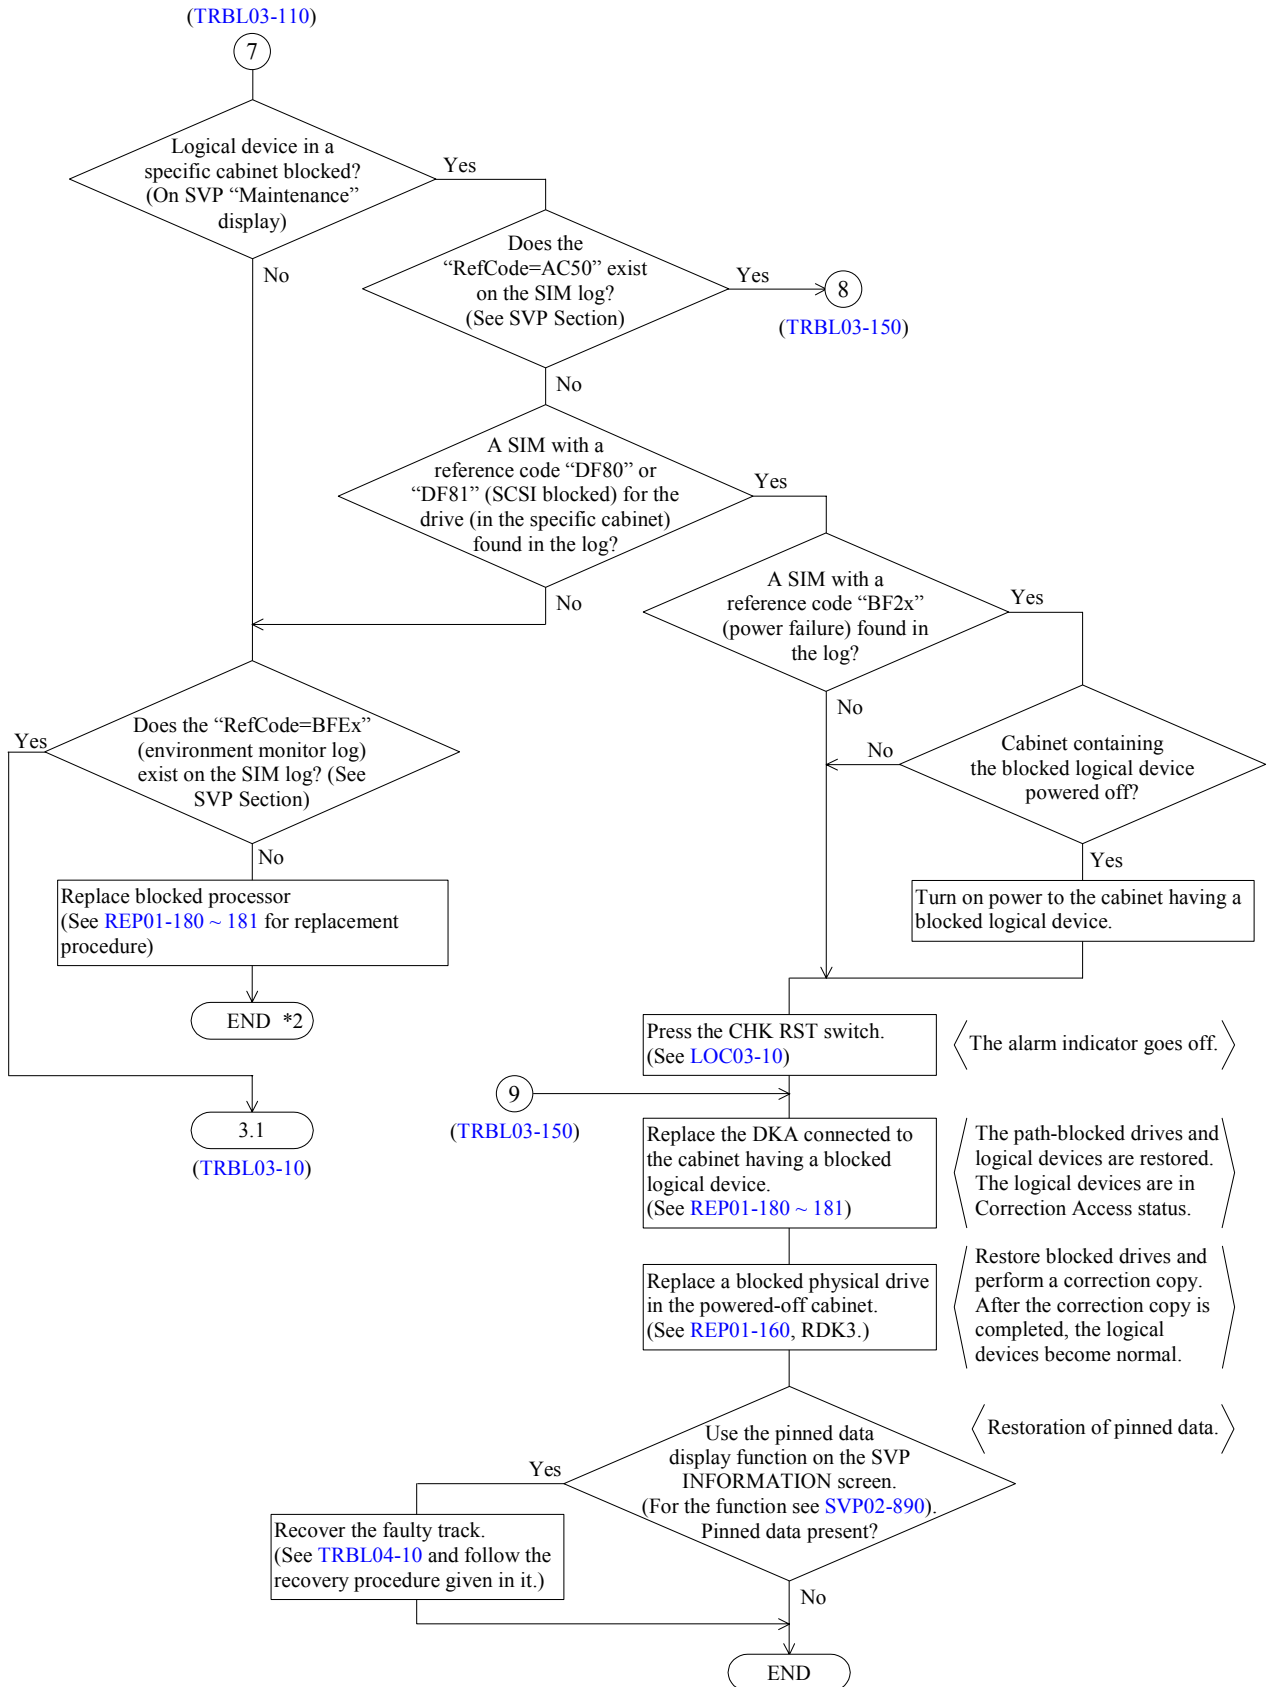 (TRBL03-110)
7
Logical device in a
specific cabinet blocked?
(On SVP “Maintenance”
display)
Yes
No
Does the
“RefCode=AC50” exist
on the SIM log?
(See SVP Section)
Yes
8
(TRBL03-150)
No
A SIM with a
reference code “DF80” or
“DF81” (SCSI blocked) for the
drive (in the specific cabinet)
found in the log?
Yes
No
A SIM with a
reference code “BF2x”
(power failure) found in
the log?
Yes
No
Cabinet containing
the blocked logical device
powered off?
No
Yes
Does the “RefCode=BFEx”
(environment monitor log)
exist on the SIM log? (See
SVP Section)
Yes
No
Replace blocked processor
(See REP01-180 ~ 181 for replacement
procedure)
END *2
3.1
(TRBL03-10)
Turn on power to the cabinet having a
blocked logical device.
Press the CHK RST switch.
(See LOC03-10)
The alarm indicator goes off.
9
(TRBL03-150)
Replace the DKA connected to
the cabinet having a blocked
logical device.
(See REP01-180 ~ 181)
The path-blocked drives and
logical devices are restored.
The logical devices are in
Correction Access status.
Replace a blocked physical drive
in the powered-off cabinet.
(See REP01-160, RDK3.)
Restore blocked drives and
perform a correction copy.
After the correction copy is
completed, the logical
devices become normal.
Use the pinned data
display function on the SVP
INFORMATION screen.
(For the function see SVP02-890).
Pinned data present?
Restoration of pinned data.
Yes
Recover the faulty track.
(See TRBL04-10 and follow the
recovery procedure given in it.)
No
END